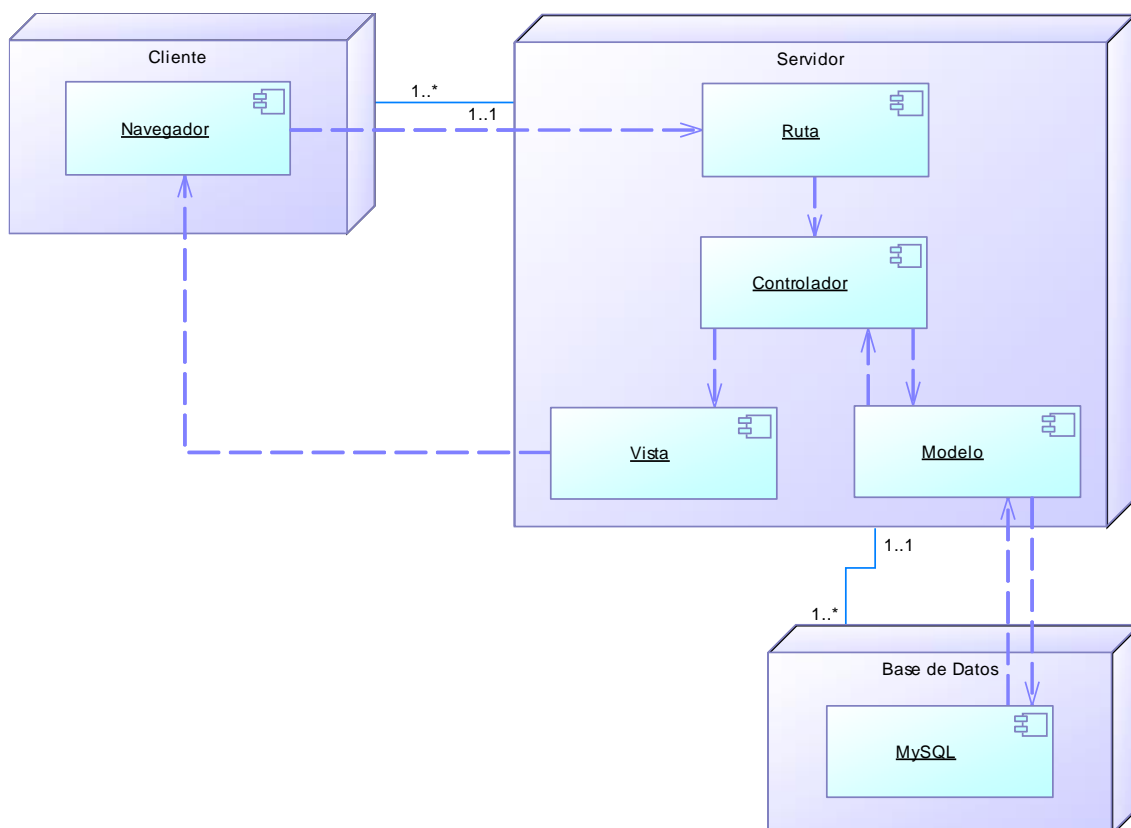 Cliente
Servidor
Navegador
1..*
1..1
Ruta
Controlador
Vista
Modelo
1..1
1..*
Base de Datos
MySQL